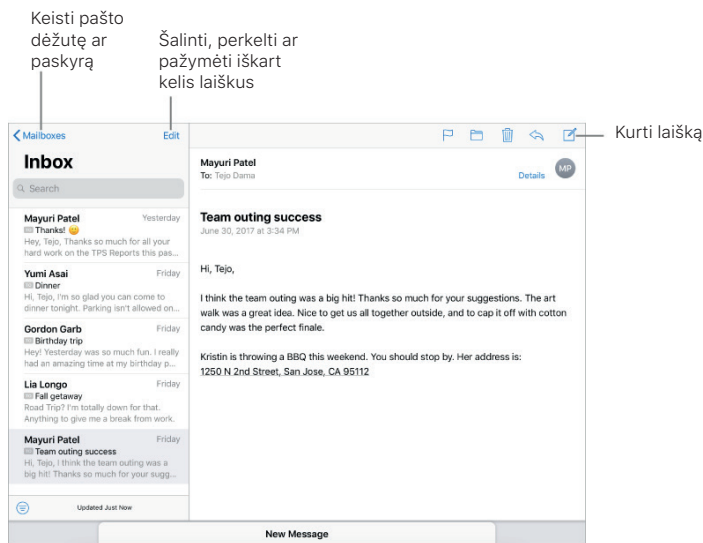 Keisti pašto
dėžutę ar
paskyrą
Šalinti, perkelti ar
pažymėti iškart
kelis laiškus
Kurti laišką
Mailboxes
Edit
Inbox
Search
Mayuri Patel Yesterday
Thanks! 😀
Hey, Tejo, Thanks so much for all your
hard work on the TPS Reports this pas...
Yumi Asai Friday
Dinner
Hi, Tejo, I'm so glad you can come to
dinner tonight. Parking isn't allowed on...
Gordon Garb Friday
Birthday trip
Hey! Yesterday was so much fun. I really
had an amazing time at my birthday p...
Lia Longo Friday
Fall getaway
Road Trip? I'm totally down for that.
Anything to give me a break from work.
Mayuri Patel Friday
Team outing success
Hi, Tejo, I think the team outing was a
big hit! Thanks so much for your sugg...
Updated Just Now
Mayuri Patel
To: Tejo Dama
Details
MP
Team outing success
June 30, 2017 at 3:34 PM
Hi, Tejo,
I think the team outing was a big hit! Thanks so much for your suggestions. The art
walk was a great idea. Nice to get us all together outside, and to cap it off with cotton
candy was the perfect finale.
Kristin is throwing a BBQ this weekend. You should stop by. Her address is:
1250 N 2nd Street, San Jose, CA 95112
New Message